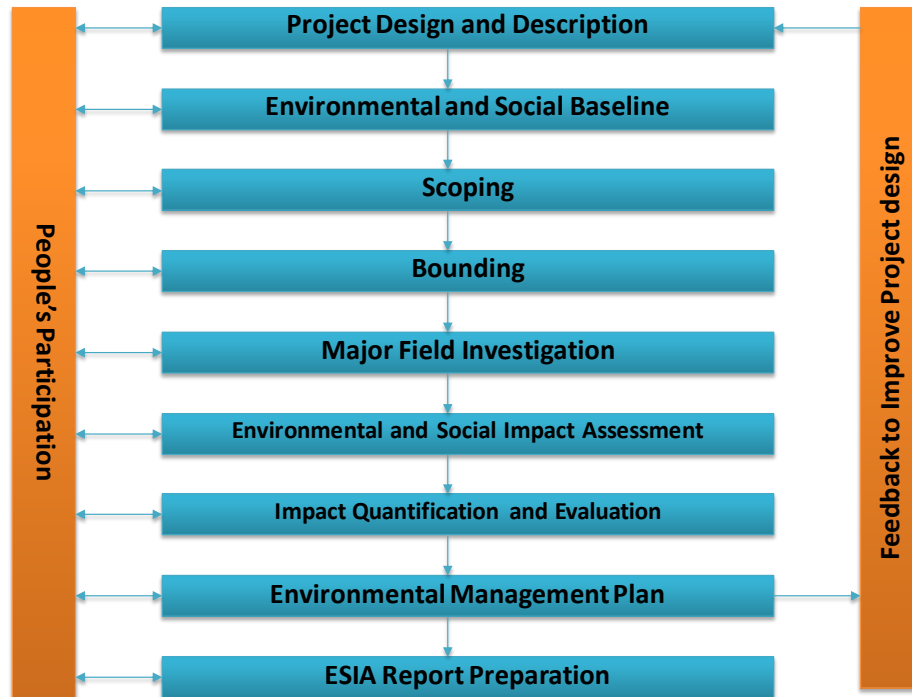 Project Design and Description
Environmental and Social Baseline
Scoping
Bounding
Major Field Investigation
Environmental and Social Impact Assessment
Impact Quantification and Evaluation
Environmental Management Plan
ESIA Report Preparation
People's Participation
Feedback to Improve Project design